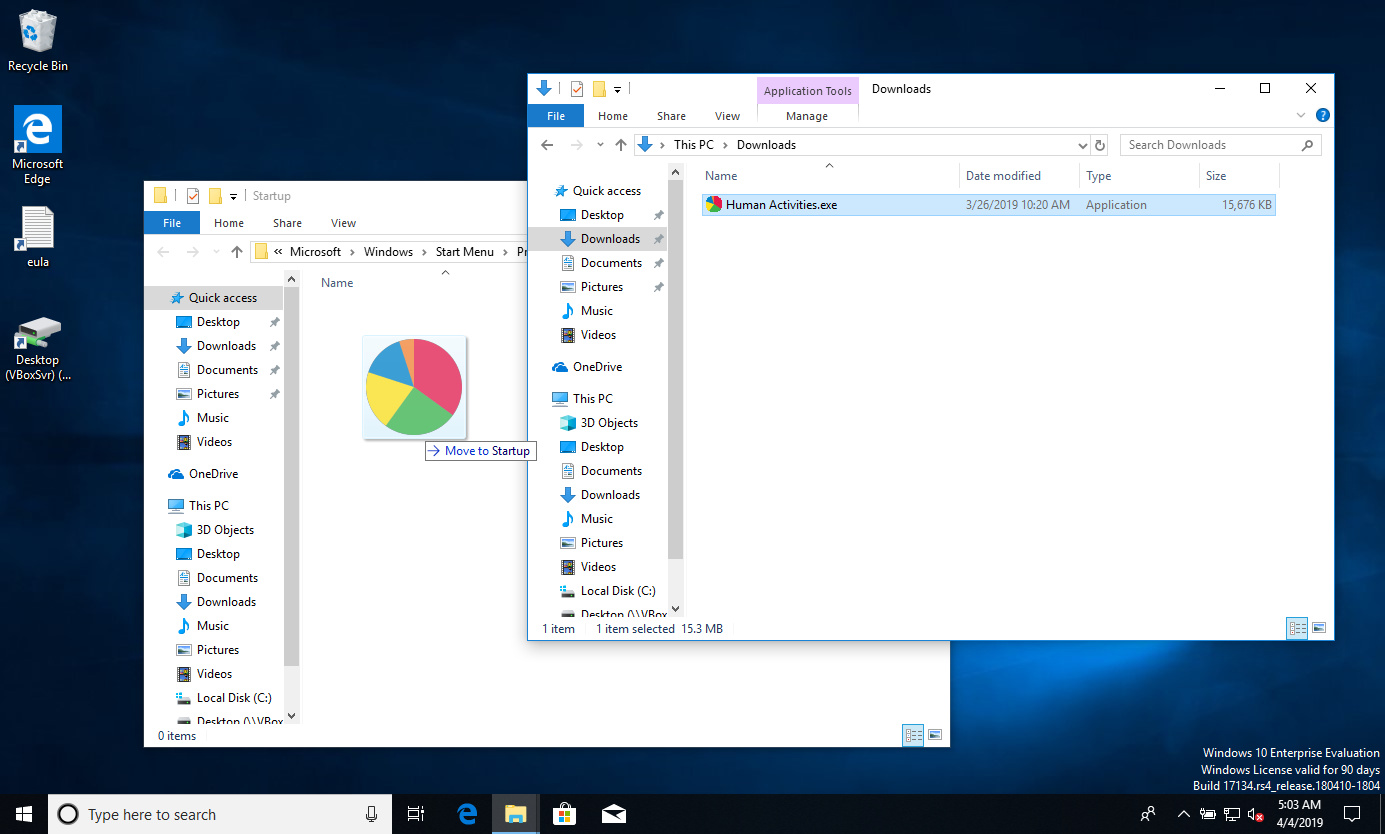 Recycle Bin
Microsoft
Edge
eula
Desktop
(VBoxSvr) (...
Startup
File Home Share View
« Microsoft > Windows > Start Menu > Pr
Name
Quick access
Desktop
Downloads
Documents
Pictures
Music
Videos
OneDrive
This PC
3D Objects
Desktop
Documents
Downloads
Music
Pictures
Videos
Local Disk (C:)
Desktop (\\VBox
0 items
Move to Startup
Application Tools Downloads
File Home Share View Manage
This PC > Downloads
Search Downloads
Name Date modified Type Size
Human Activities.exe 3/26/2019 10:20 AM Application 15,676 KB
Quick access
Desktop
Downloads
Documents
Pictures
Music
Videos
OneDrive
This PC
3D Objects
Desktop
Documents
Downloads
Music
Pictures
Videos
Local Disk (C:)
Desktop (\\VBox
1 item 1 item selected 15.3 MB
Windows 10 Enterprise Evaluation
Windows License valid for 90 days
Build 17134.rs4_release.180410-1804
Type here to search
5:03 AM
4/4/2019